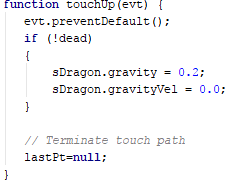 function touchUp(evt) {
evt.preventDefault();
if (!dead)
{
sDragon.gravity = 0.2;
sDragon.gravityVel = 0.0;
}
// Terminate touch path
lastPt=null;
}